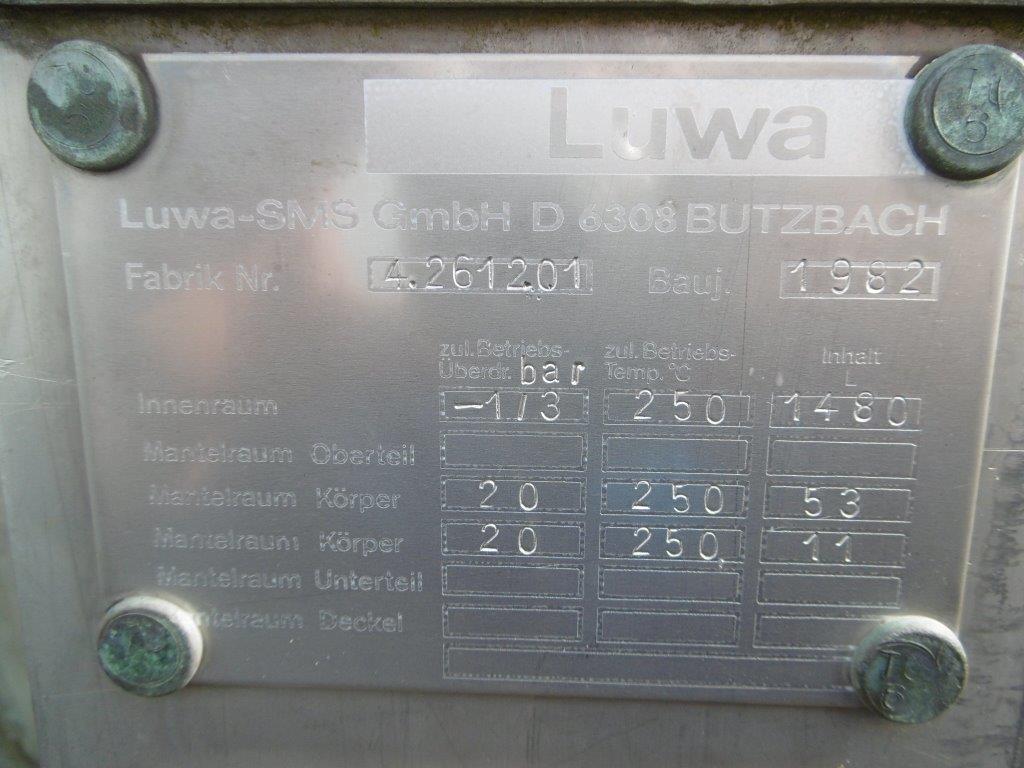 Luwa
Luwa-SMS GmbH D 6308 BUTZBACH
Fabrik Nr. 4.261201 Bauj. 1982
zul. Betriebs- zul. Betriebs- Inhalt
Überdr. bar Temp. °C L
Innenraum -1/3 250 1480
Mantelraum Oberteil
Mantelraum Körper 20 250 53
Mantelraum Körper 20 250 11
Mantelraum Unterteil
Mantelraum Deckel